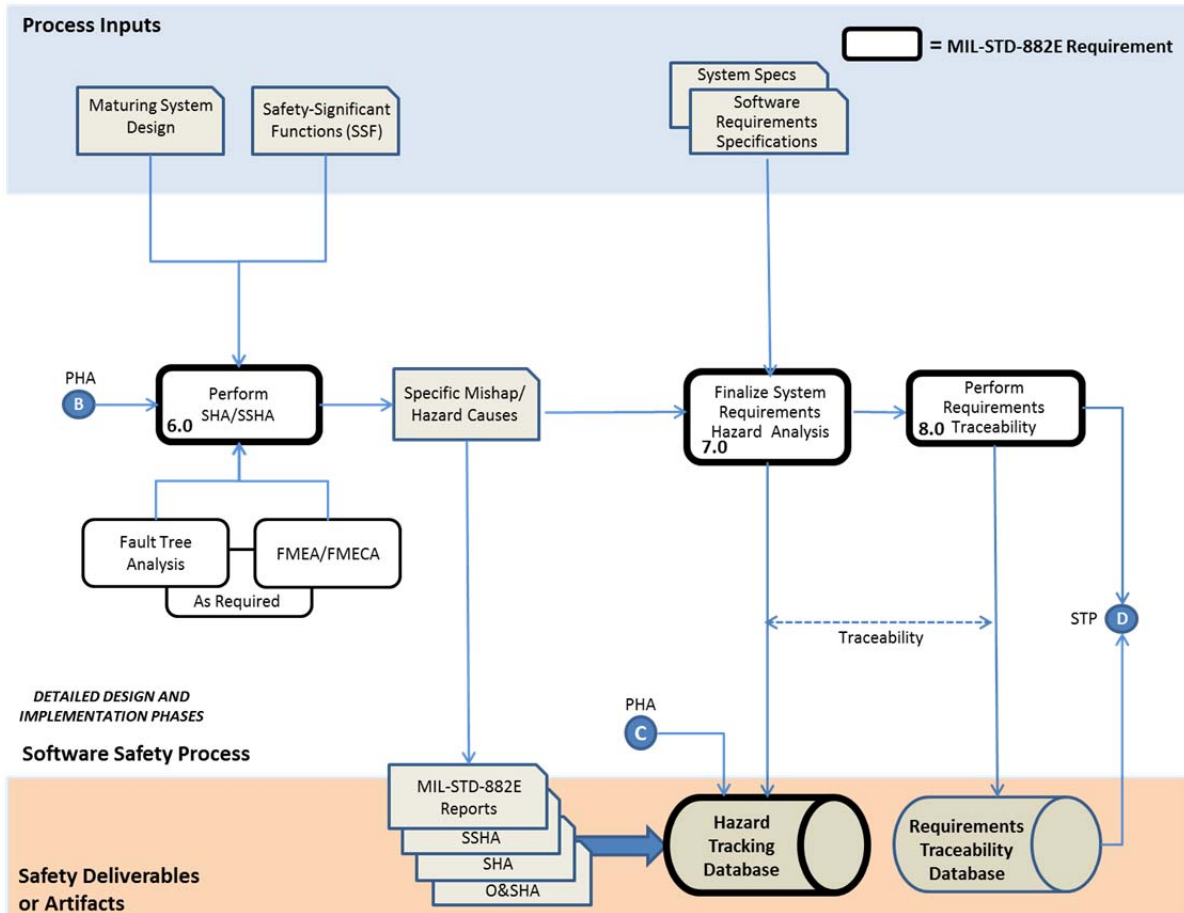 Process Inputs
= MIL-STD-882E Requirement
Maturing System
Design
Safety-Significant
Functions (SSF)
System Specs
Software
Requirements
Specifications
PHA
B
Perform
SHA/SSHA
6.0
Specific Mishap/
Hazard Causes
Finalize System
Requirements
Hazard Analysis
7.0
Perform
Requirements
Traceability
8.0
Fault Tree
Analysis
FMEA/FMECA
As Required
Traceability
STP
D
DETAILED DESIGN AND
IMPLEMENTATION PHASES
PHA
C
Software Safety Process
MIL-STD-882E
Reports
SSHA
SHA
O&SHA
Hazard
Tracking
Database
Requirements
Traceability
Database
Safety Deliverables
or Artifacts